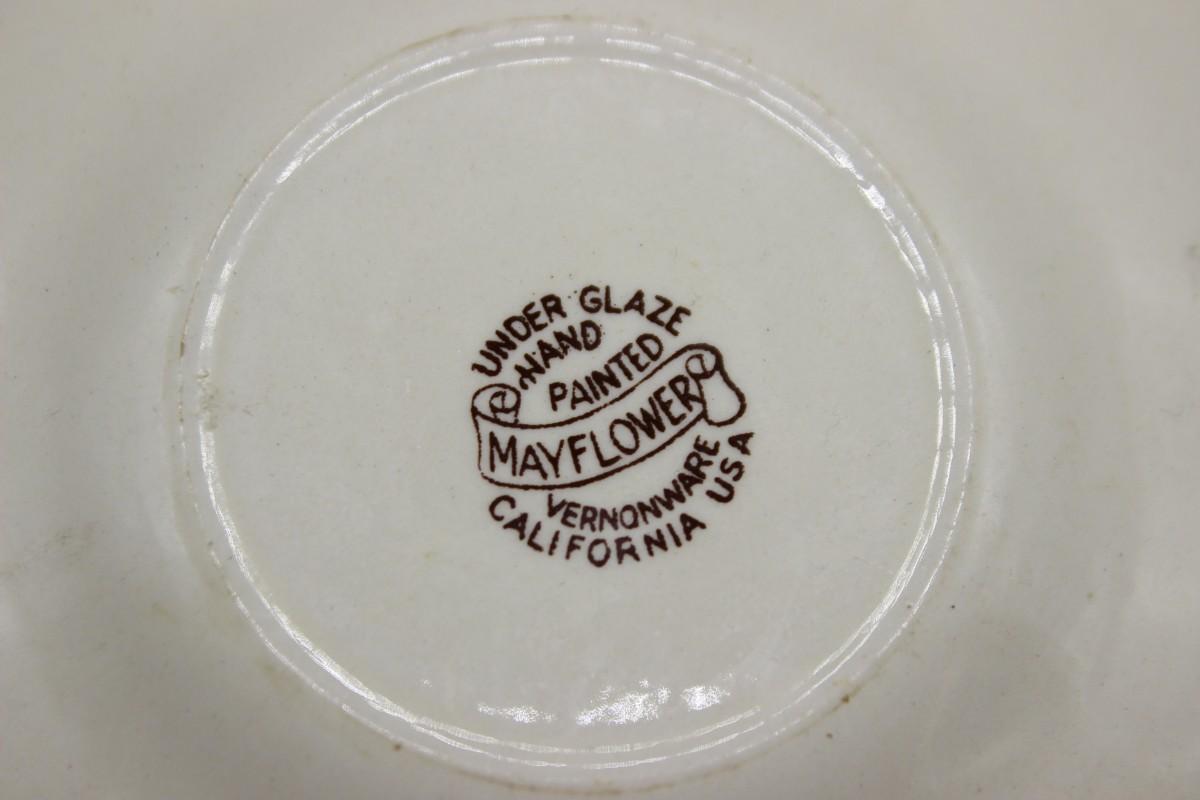 UNDER GLAZE
HAND
PAINTED
MAYFLOWER
VERNONWARE
CALIFORNIA USA